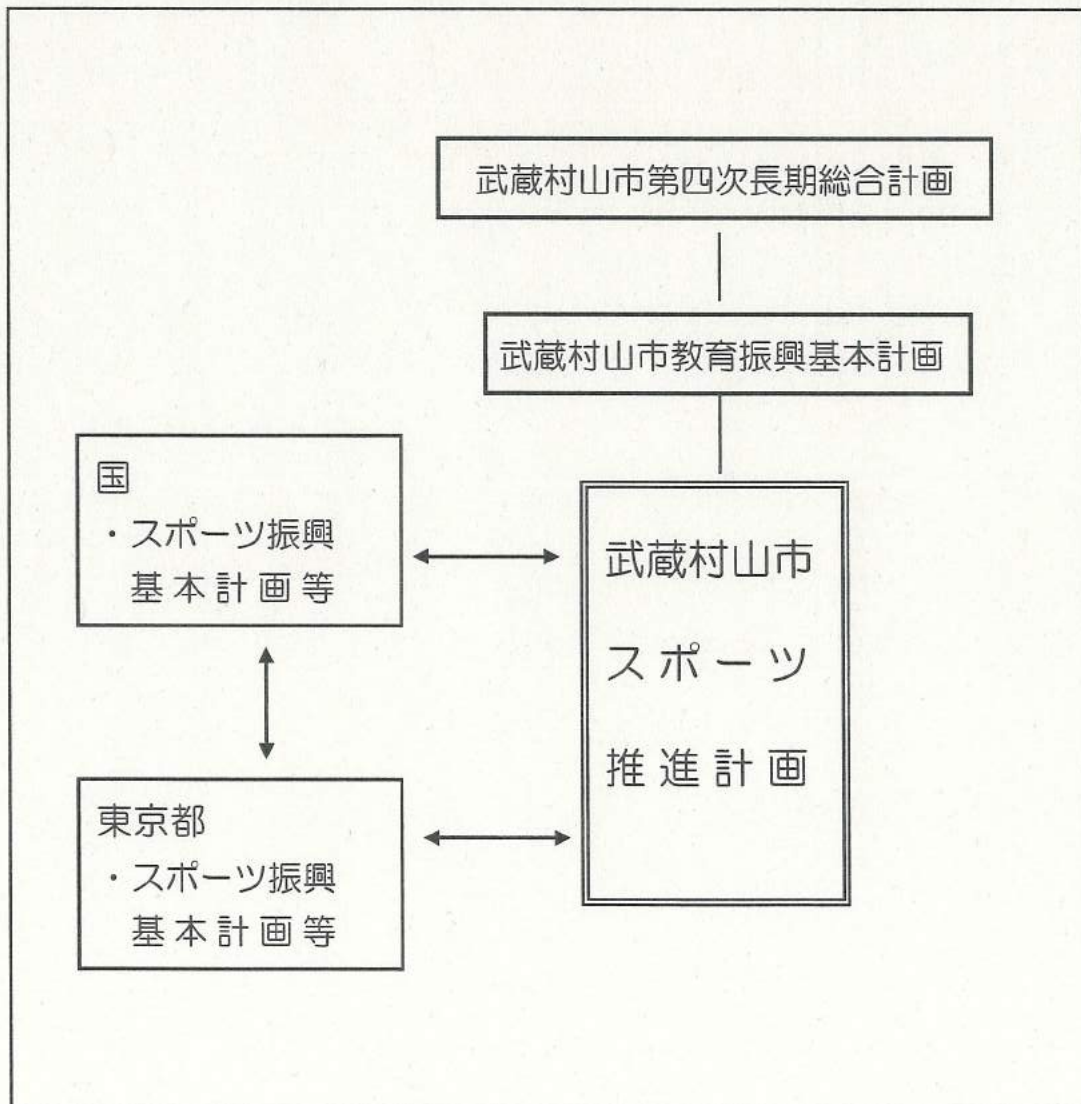 武蔵村山市第四次長期総合計画
武蔵村山市教育振興基本計画
国
・スポーツ振興
基本計画等
東京都
・スポーツ振興
基本計画等
武蔵村山市
スポーツ
推進計画